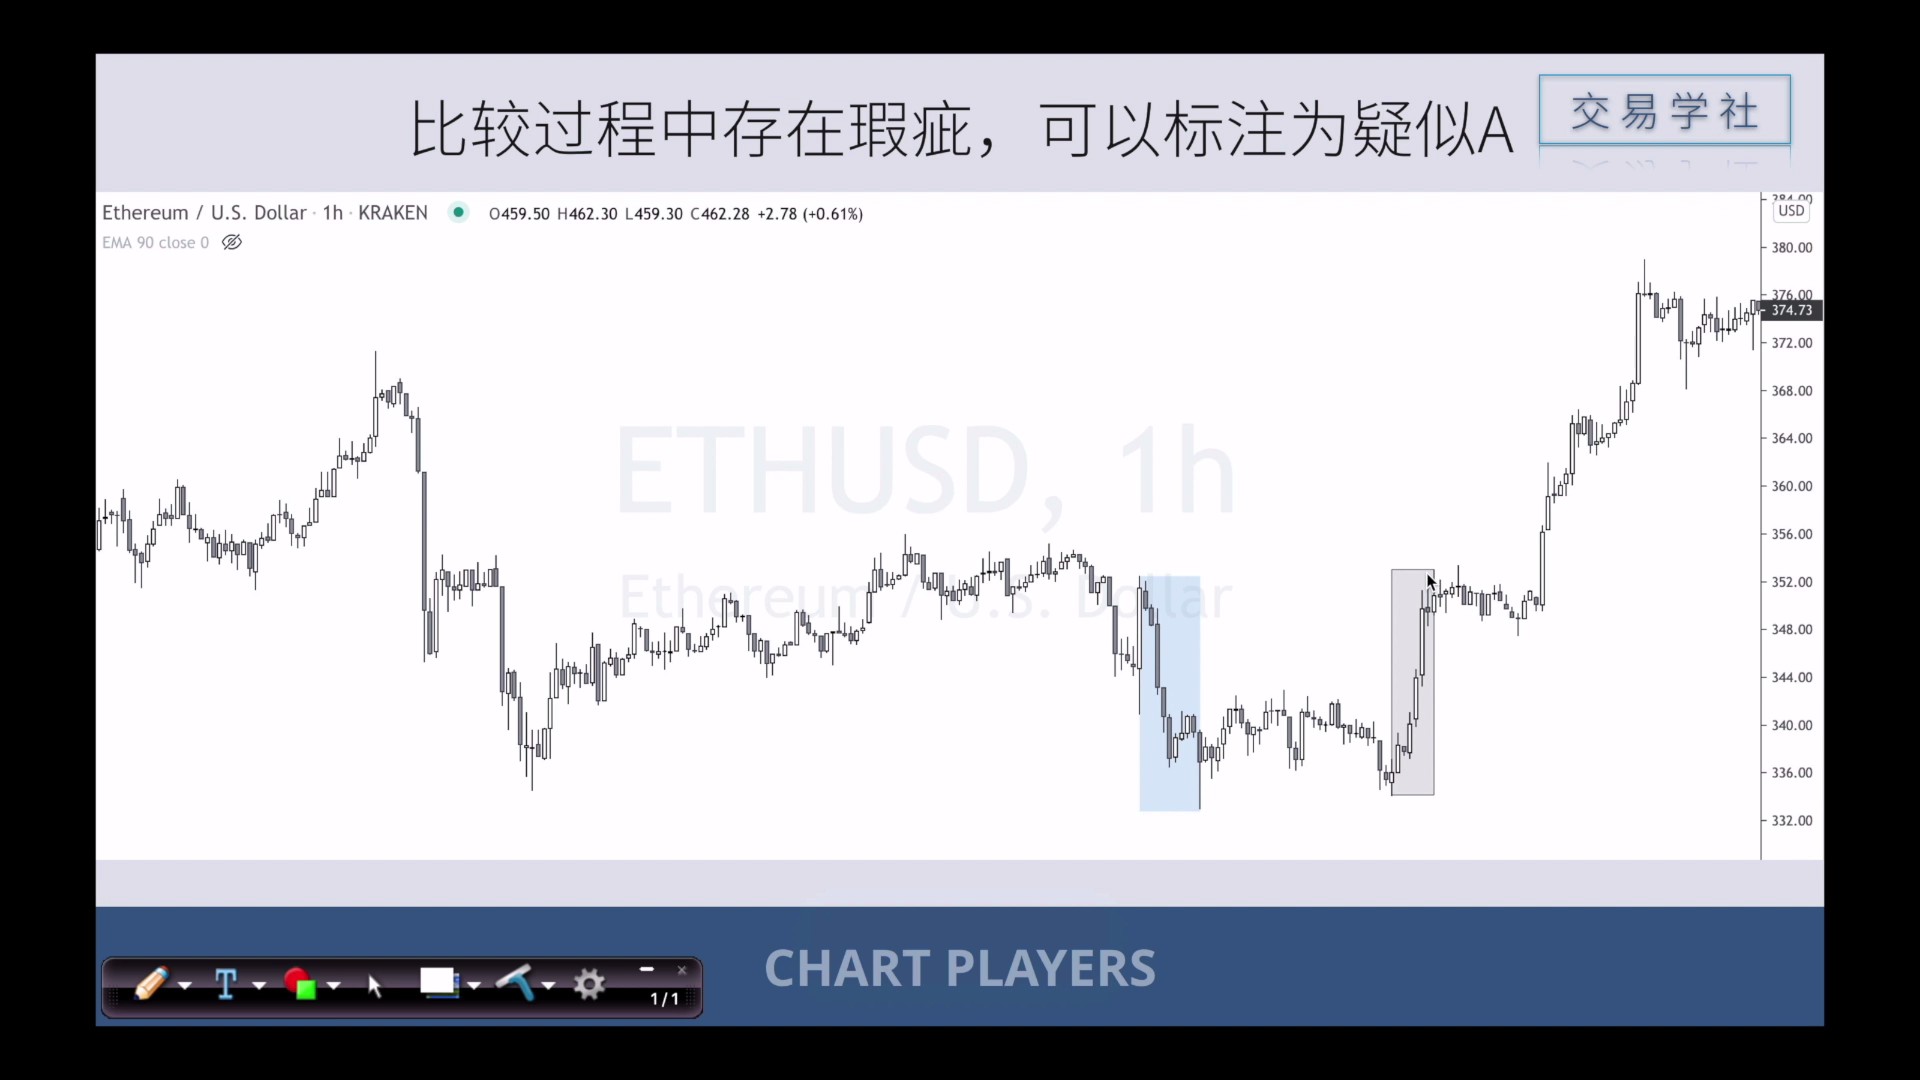 比较过程中存在瑕疵，可以标注为疑似A
交易学社
Ethereum / U.S. Dollar · 1h · KRAKEN O459.50 H462.30 L459.30 C462.28 +2.78 (+0.61%)
EMA 90 close 0
384.00
USD
380.00
376.00
374.73
372.00
368.00
364.00
360.00
356.00
352.00
348.00
344.00
340.00
336.00
332.00
ETHUSD, 1h
Ethereum / U.S. Dollar
CHART PLAYERS
T
1/1